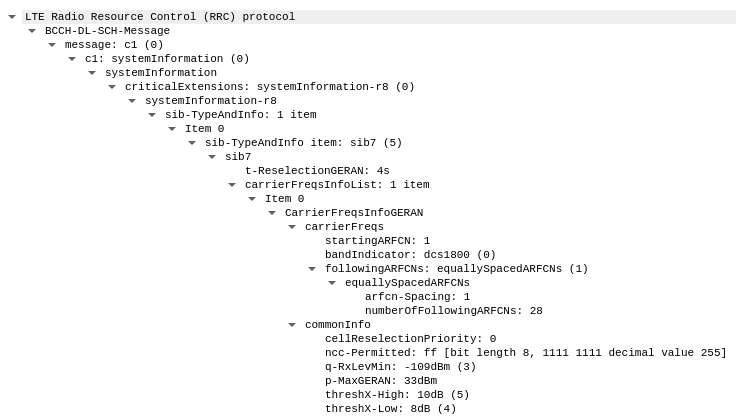 LTE Radio Resource Control (RRC) protocol
BCCH-DL-SCH-Message
message: c1 (0)
c1: systemInformation (0)
systemInformation
criticalExtensions: systemInformation-r8 (0)
systemInformation-r8
sib-TypeAndInfo: 1 item
Item 0
sib-TypeAndInfo item: sib7 (5)
sib7
t-ReselectionGERAN: 4s
carrierFreqsInfoList: 1 item
Item 0
CarrierFreqsInfoGERAN
carrierFreqs
startingARFCN: 1
bandIndicator: dcs1800 (0)
followingARFCNs: equallySpacedARFCNs (1)
equallySpacedARFCNs
arfcn-Spacing: 1
numberOfFollowingARFCNs: 28
commonInfo
cellReselectionPriority: 0
ncc-Permitted: ff [bit length 8, 1111 1111 decimal value 255]
q-RxLevMin: -109dBm (3)
p-MaxGERAN: 33dBm
threshX-High: 10dB (5)
threshX-Low: 8dB (4)